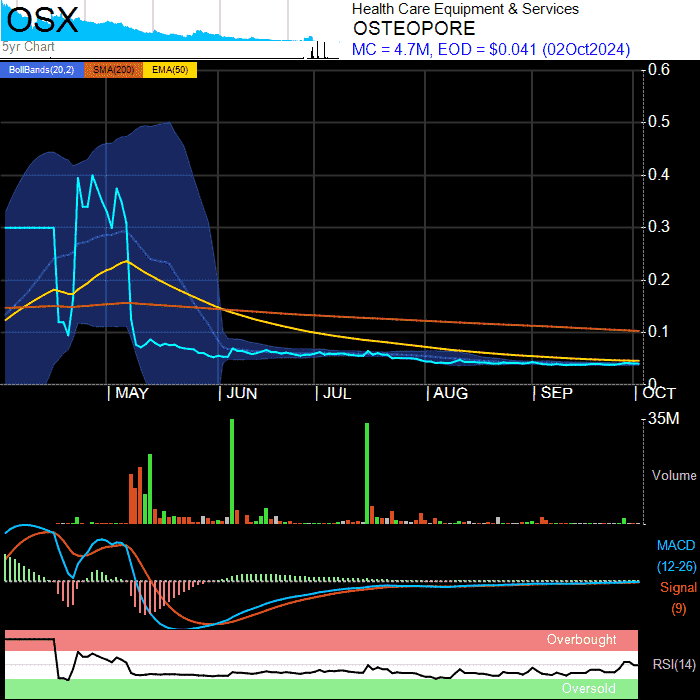 OSX
5yr Chart
Health Care Equipment & Services
OSTEOPORE
MC = 4.7M, EOD = $0.041 (02Oct2024)
BollBands(20,2) SMA(200) EMA(50)
0.6
0.5
0.4
0.3
0.2
0.1
0
MAY JUN JUL AUG SEP OCT
35M
Volume
MACD
(12-26)
Signal
(9)
Overbought
RSI(14)
Oversold